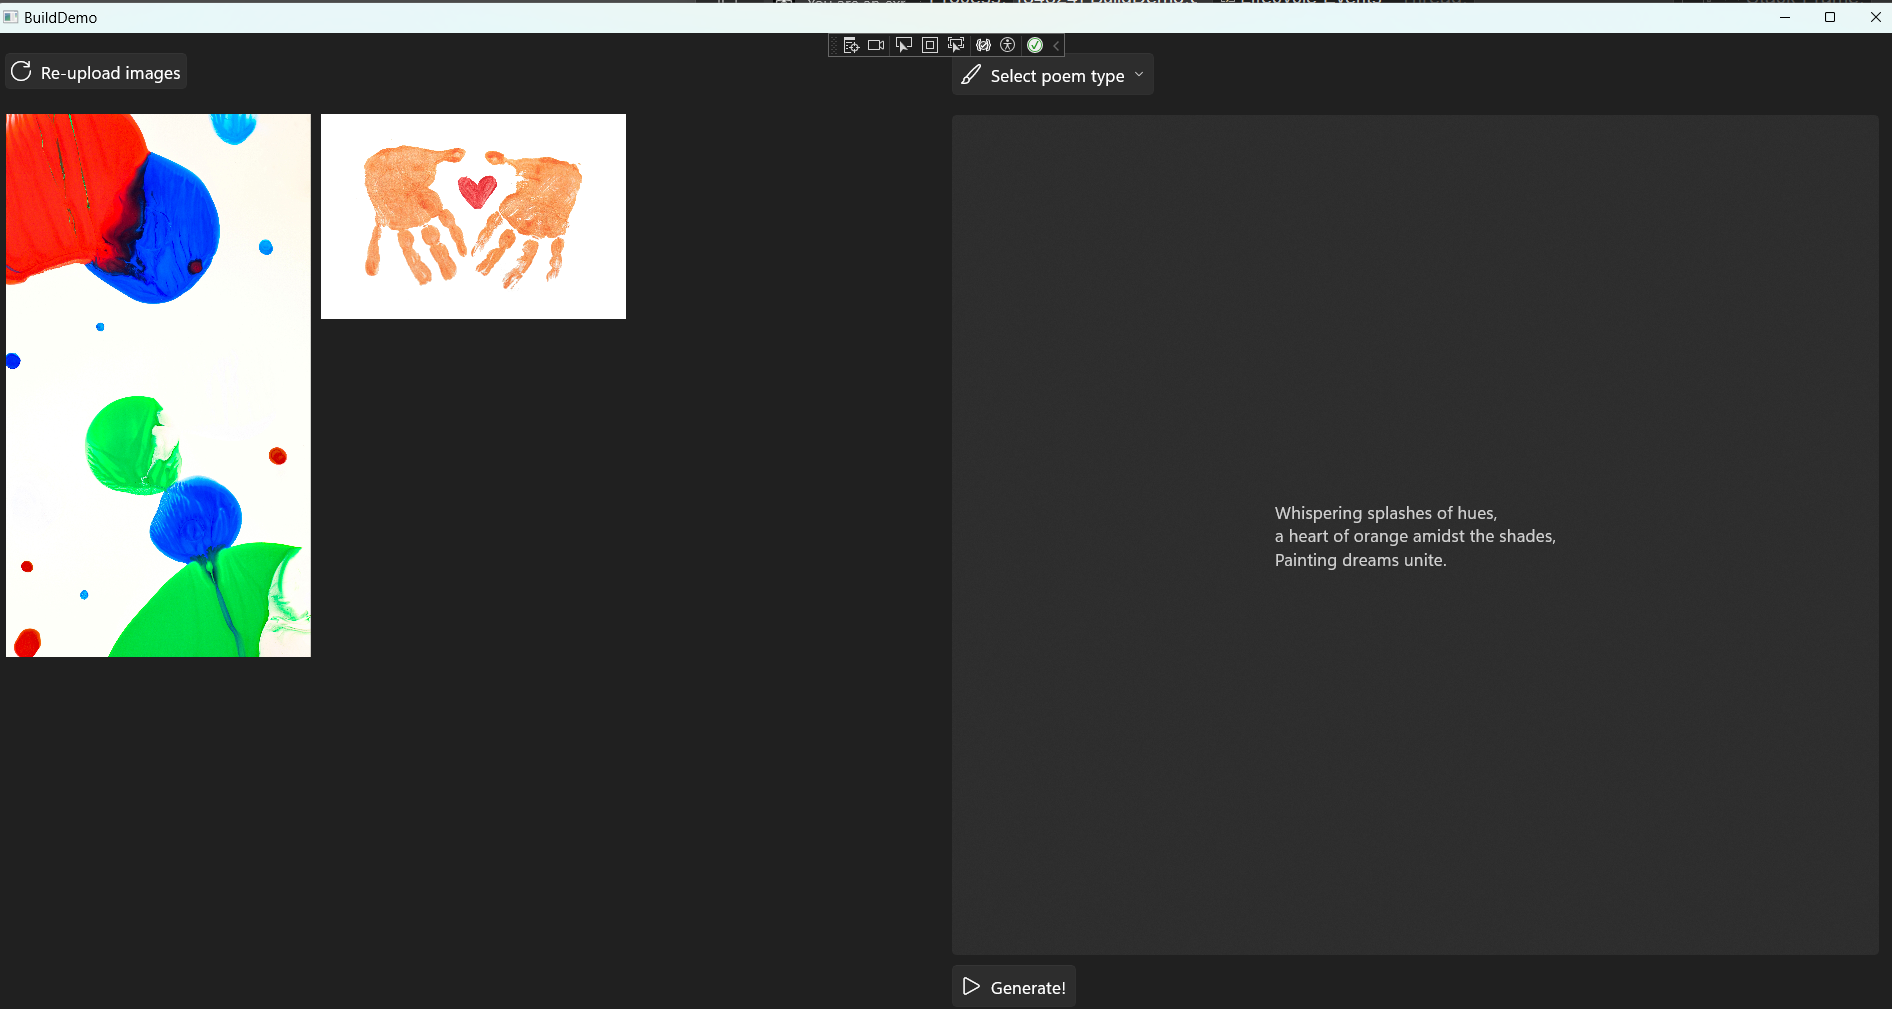 BuildDemo
Re-upload images
Select poem type
Whispering splashes of hues,
a heart of orange amidst the shades,
Painting dreams unite.
Generate!